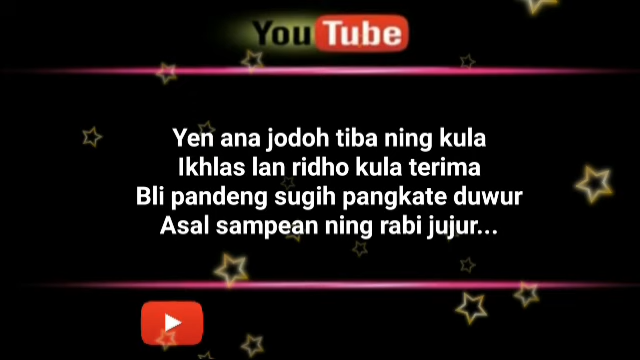 YouTube
Yen ana jodoh tiba ning kula
Ikhlas lan ridho kula terima
Bli pandeng sugih pangkate duwur
Asal sampean ning rabi jujur...